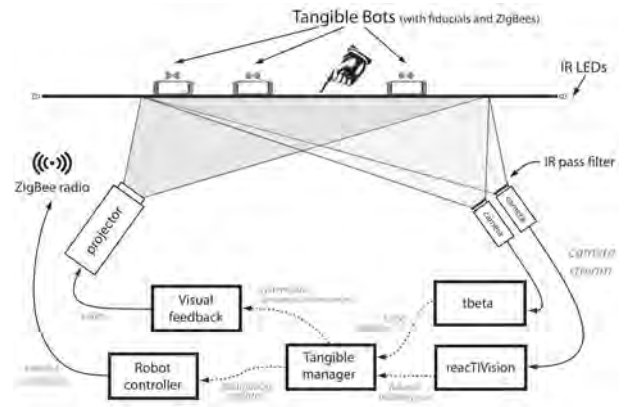 Tangible Bots (with fiducials and ZigBees)
IR LEDs
IR pass filter
ZigBee radio
projector
camera
camera
camera
stream
Visual
feedback
tbeta
Tangible
manager
Robot
controller
reacTIVision